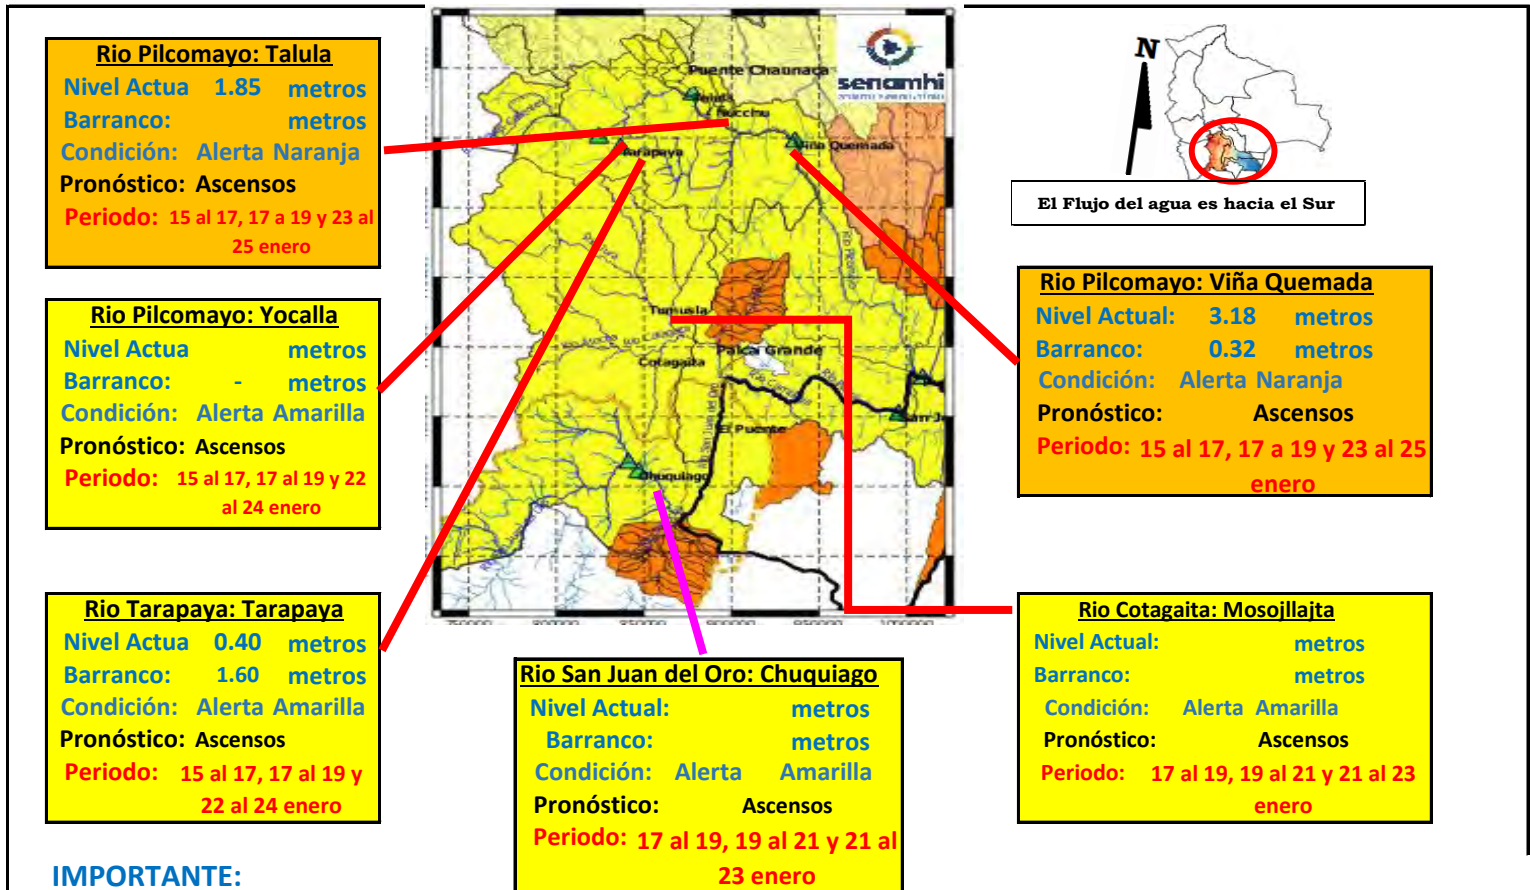 Rio Pilcomayo: Talula
Nivel Actua 1.85 metros
Barranco: metros
Condición: Alerta Naranja
Pronóstico: Ascensos
Periodo: 15 al 17, 17 a 19 y 23 al
25 enero
Rio Pilcomayo: Yocalla
Nivel Actua metros
Barranco: - metros
Condición: Alerta Amarilla
Pronóstico: Ascensos
Periodo: 15 al 17, 17 al 19 y 22
al 24 enero
Rio Tarapaya: Tarapaya
Nivel Actua 0.40 metros
Barranco: 1.60 metros
Condición: Alerta Amarilla
Pronóstico: Ascensos
Periodo: 15 al 17, 17 al 19 y
22 al 24 enero
IMPORTANTE:
Puente Chaunaca
senamhi
Tarapaya
Viña Quemada
Tumusla
Cotagaita
Palca Grande
El Puente
Chuquiago
Rio San Juan del Oro
N
El Flujo del agua es hacia el Sur
Rio Pilcomayo: Viña Quemada
Nivel Actual: 3.18 metros
Barranco: 0.32 metros
Condición: Alerta Naranja
Pronóstico: Ascensos
Periodo: 15 al 17, 17 a 19 y 23 al 25
enero
Rio San Juan del Oro: Chuquiago
Nivel Actual: metros
Barranco: metros
Condición: Alerta Amarilla
Pronóstico: Ascensos
Periodo: 17 al 19, 19 al 21 y 21 al
23 enero
Rio Cotagaita: Mosojllajta
Nivel Actual: metros
Barranco: metros
Condición: Alerta Amarilla
Pronóstico: Ascensos
Periodo: 17 al 19, 19 al 21 y 21 al 23
enero